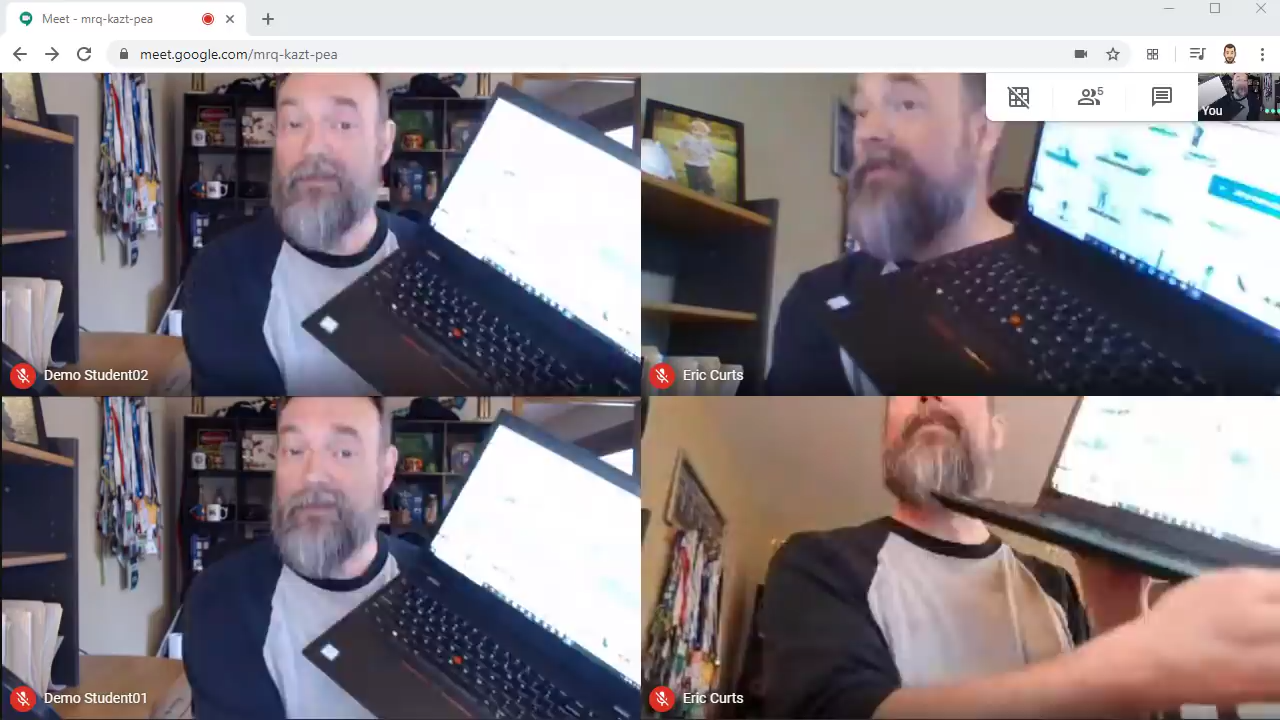 Meet - mrq-kazt-pea
meet.google.com/mrq-kazt-pea
5
You
Demo Student02
Eric Curts
Demo Student01
Eric Curts